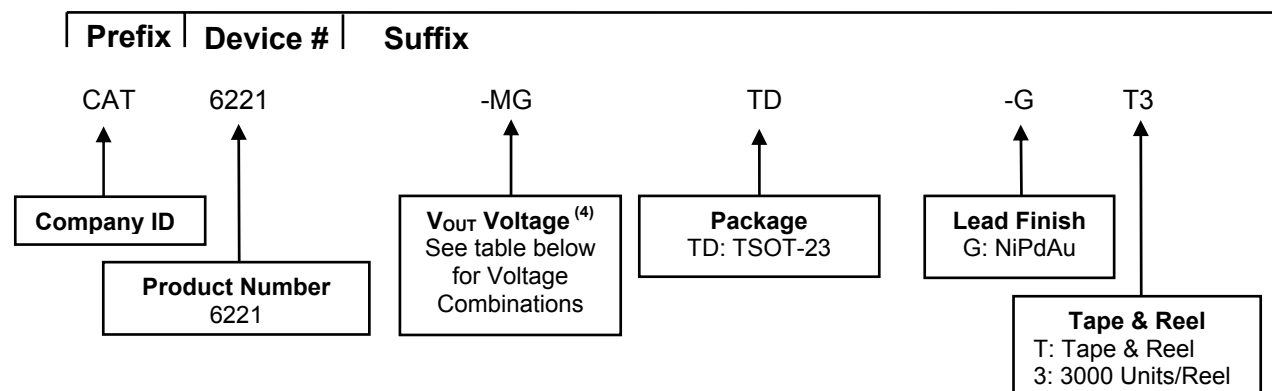 Prefix Device # Suffix
CAT 6221 -MG TD -G T3
Company ID
Product Number
6221
VOUT Voltage (4)
See table below
for Voltage
Combinations
Package
TD: TSOT-23
Lead Finish
G: NiPdAu
Tape & Reel
T: Tape & Reel
3: 3000 Units/Reel